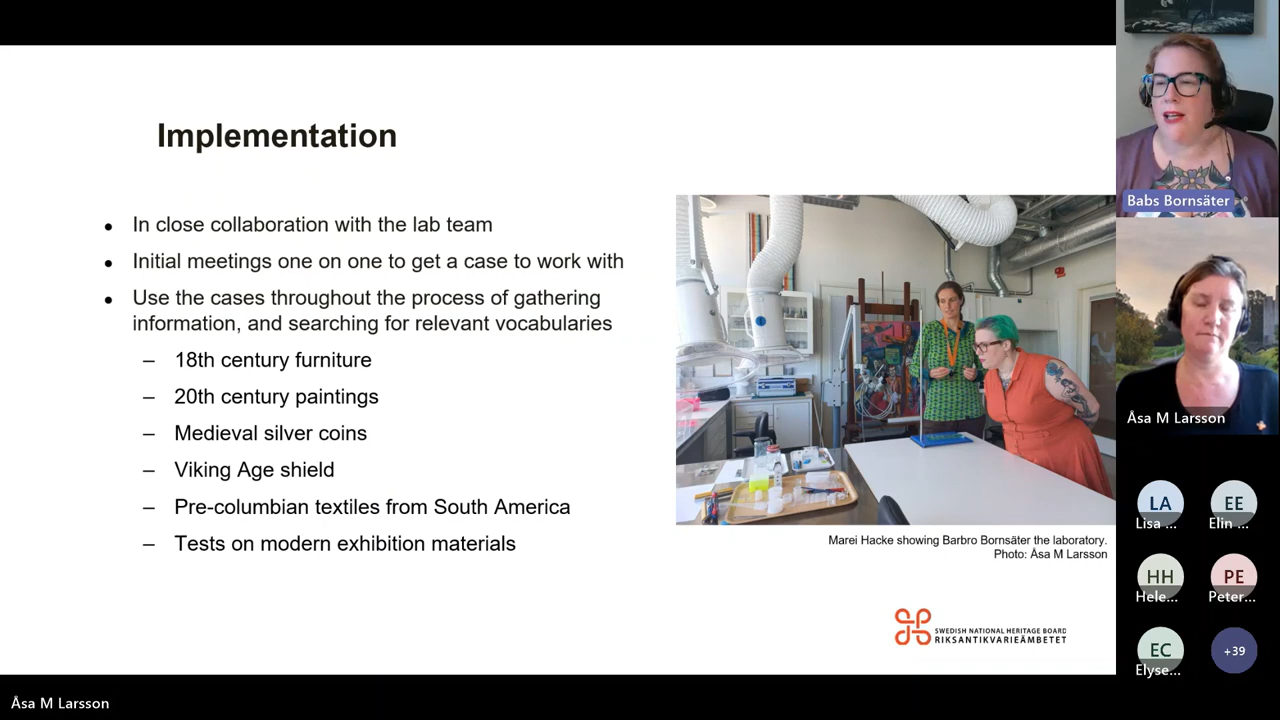 Implementation
In close collaboration with the lab team
Initial meetings one on one to get a case to work with
Use the cases throughout the process of gathering
information, and searching for relevant vocabularies
– 18th century furniture
– 20th century paintings
– Medieval silver coins
– Viking Age shield
– Pre-columbian textiles from South America
– Tests on modern exhibition materials
Marei Hacke showing Barbro Bornsäter the laboratory.
Photo: Åsa M Larsson
SWEDISH NATIONAL HERITAGE BOARD
RIKSANTIKVARIEÄMBETET
Babs Bornsäter
Åsa M Larsson
LA
Lisa ...
EE
Elin ...
HH
Hele...
PE
Peter...
EC
Elyse...
+39
Åsa M Larsson